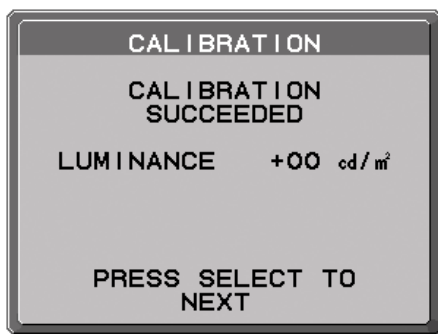 CALIBRATION
CALIBRATION
SUCCEEDED
LUMINANCE +00 cd/m²
PRESS SELECT TO
NEXT